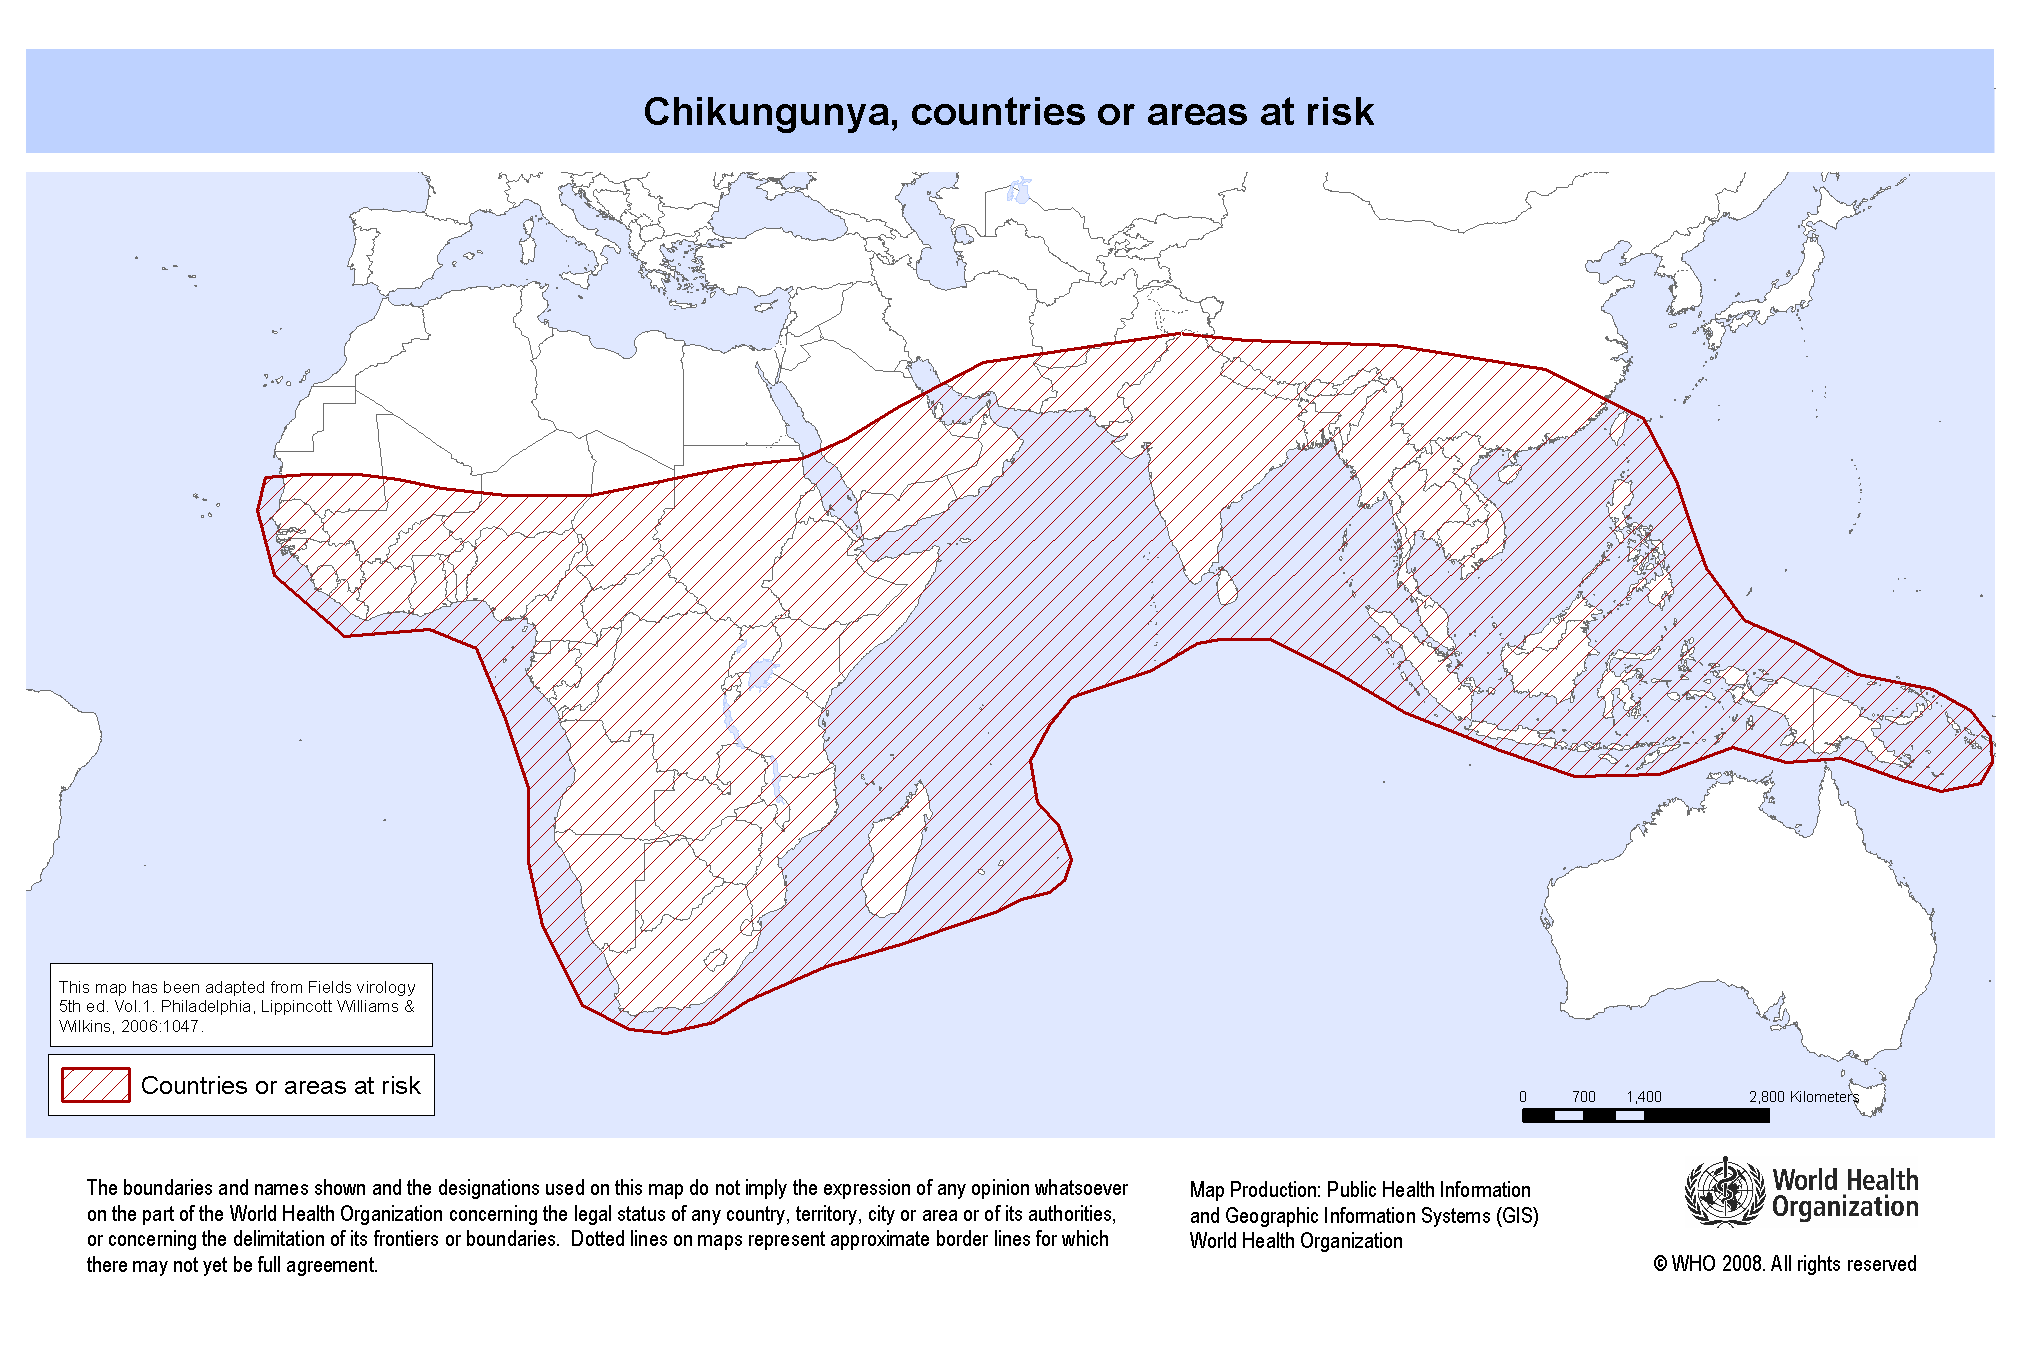 Chikungunya, countries or areas at risk
This map has been adapted from Fields virology
5th ed. Vol.1. Philadelphia, Lippincott Williams &
Wilkins, 2006:1047.
Countries or areas at risk
0 700 1,400 2,800 Kilometers
The boundaries and names shown and the designations used on this map do not imply the expression of any opinion whatsoever
on the part of the World Health Organization concerning the legal status of any country, territory, city or area or of its authorities,
or concerning the delimitation of its frontiers or boundaries.  Dotted lines on maps represent approximate border lines for which
there may not yet be full agreement.
Map Production: Public Health Information
and Geographic Information Systems (GIS)
World Health Organization
World Health
Organization
© WHO 2008. All rights reserved